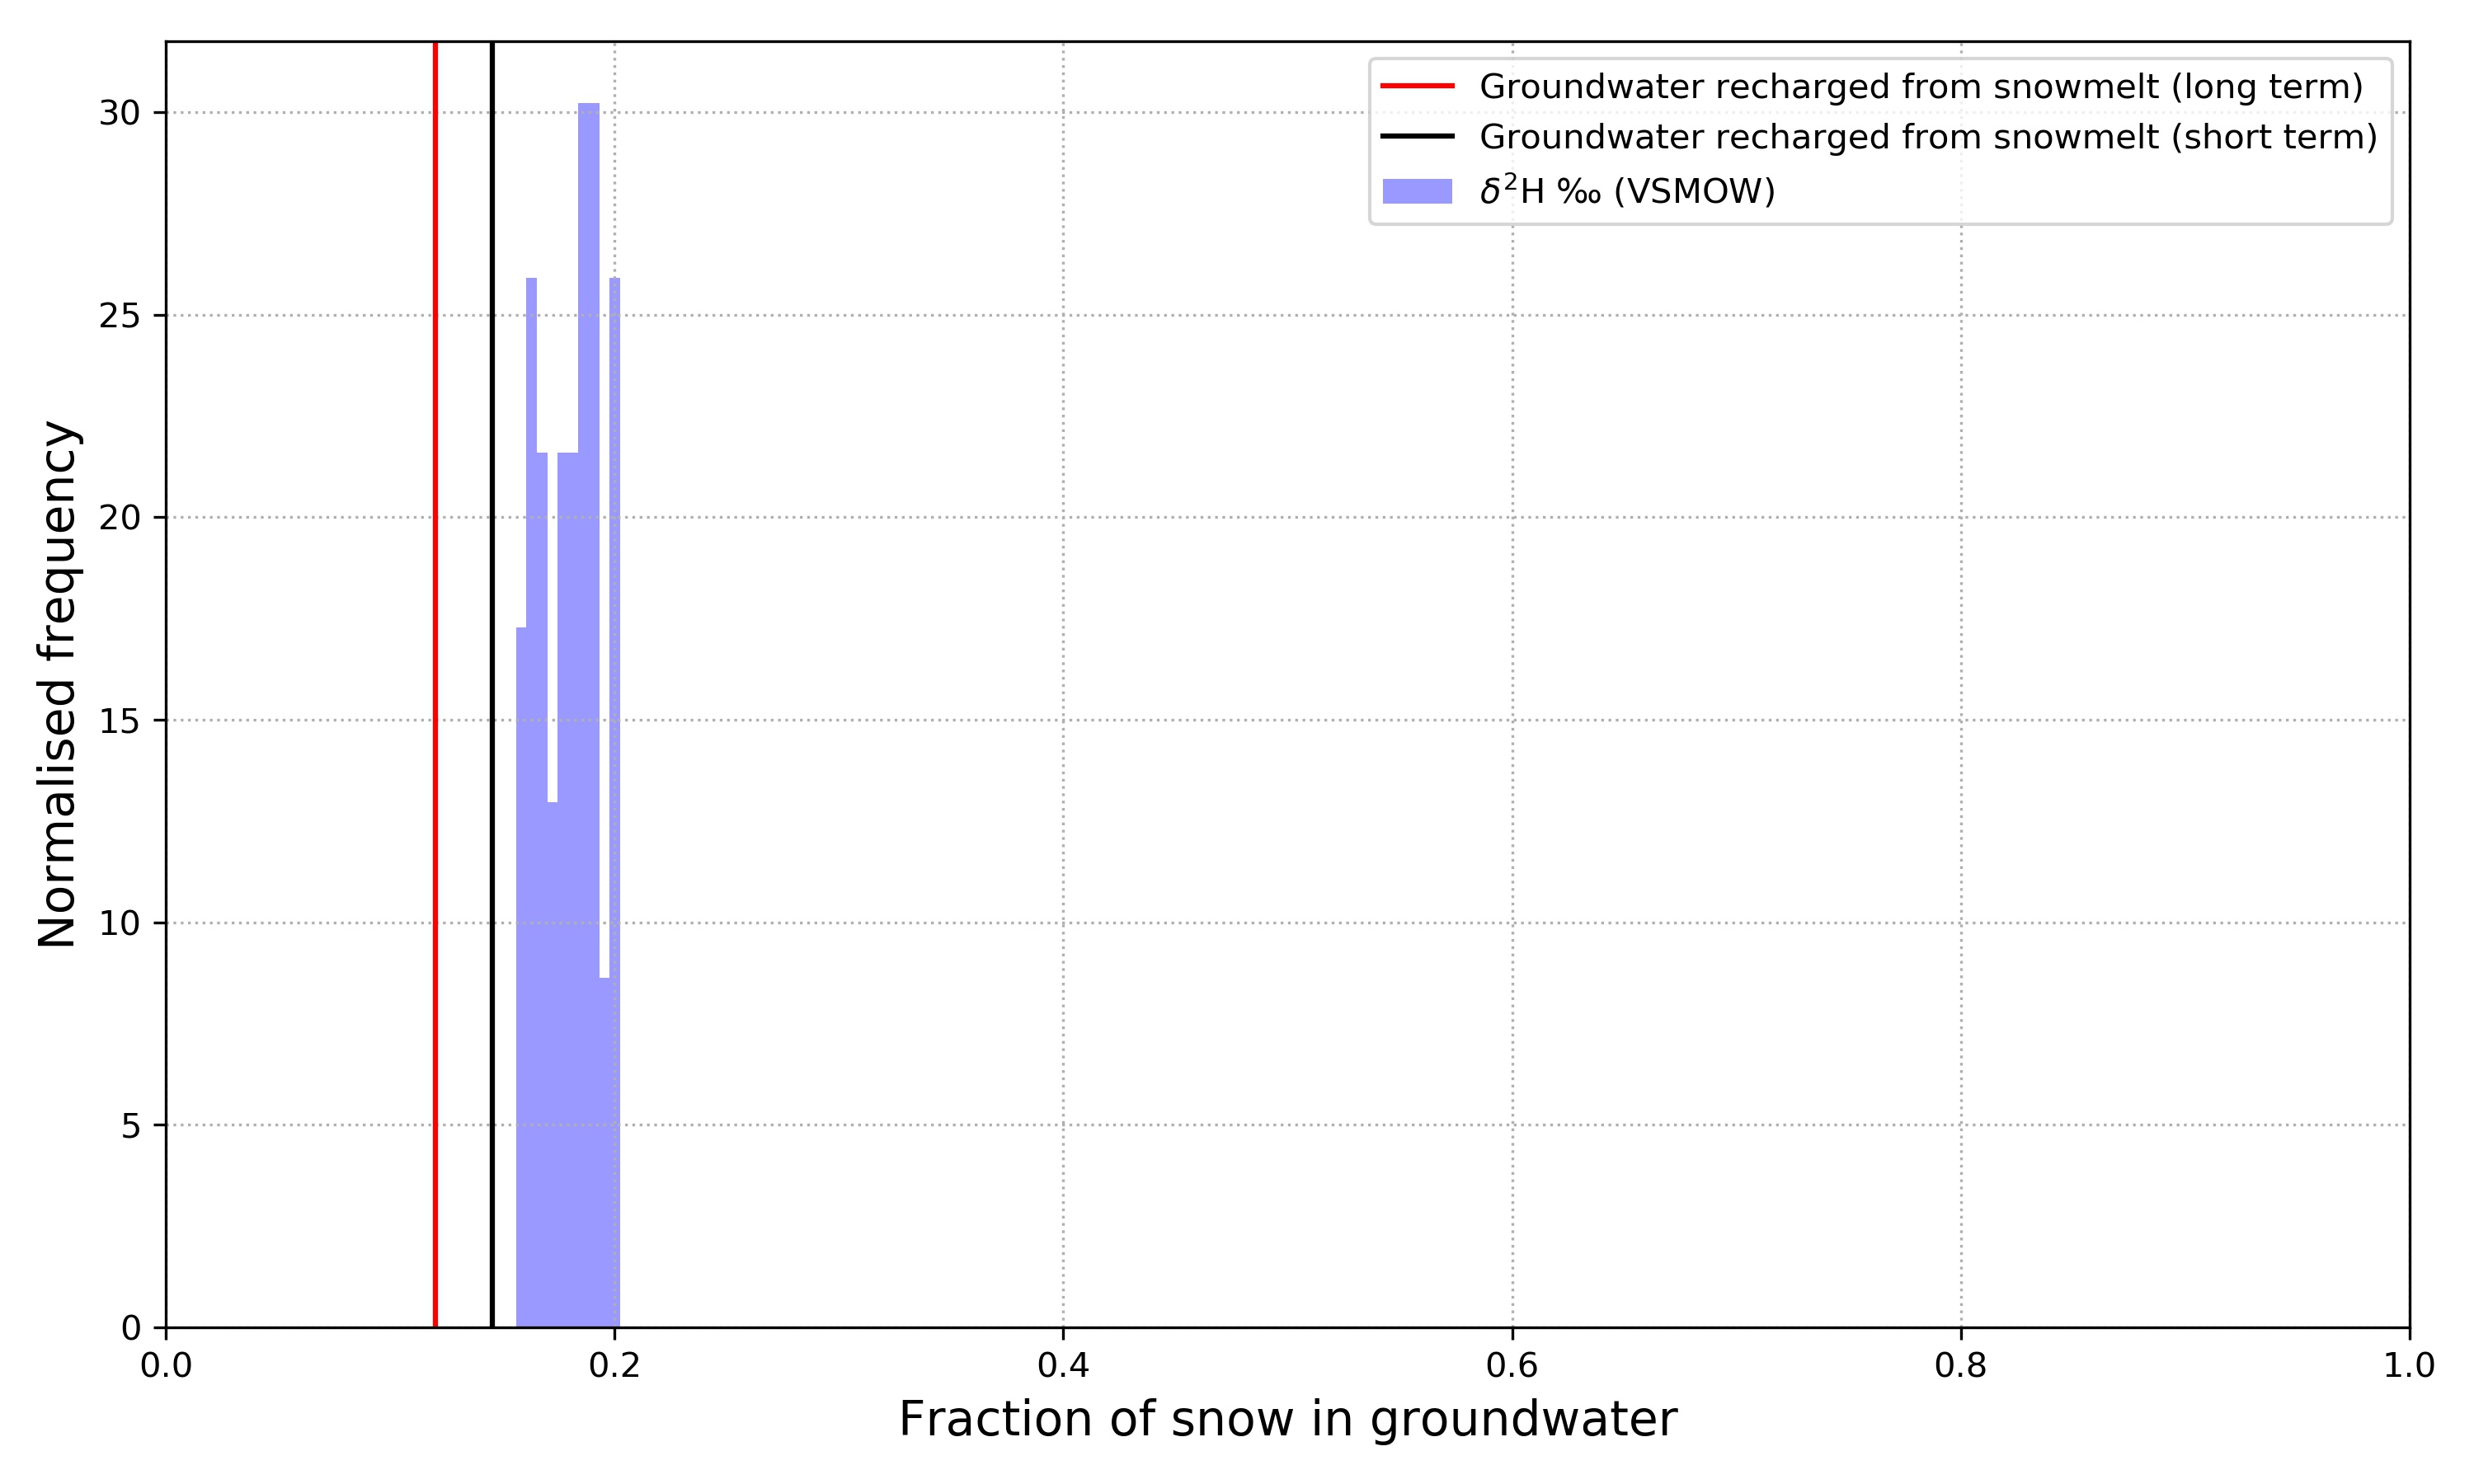 Groundwater recharged from snowmelt (long term)
Groundwater recharged from snowmelt (short term)
δ²H ‰ (VSMOW)
30
25
20
15
10
5
0
Normalised frequency
0.0 0.2 0.4 0.6 0.8 1.0
Fraction of snow in groundwater